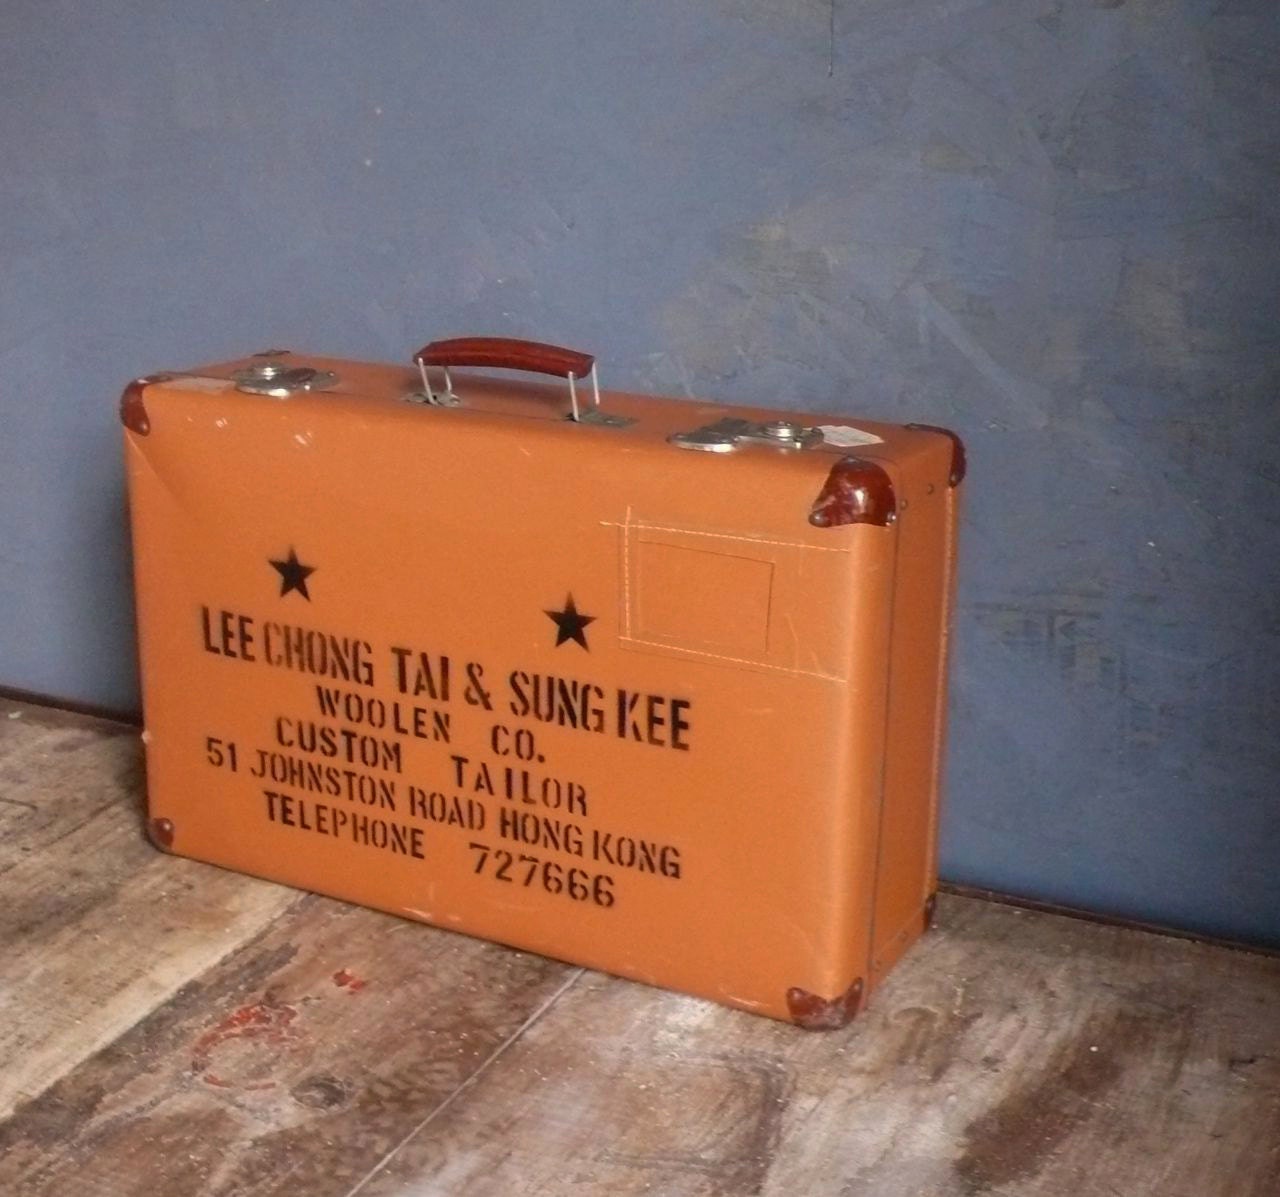 LEE CHONG TAI & SUNG KEE
WOOLEN CO.
CUSTOM TAILOR
51 JOHNSTON ROAD HONG KONG
TELEPHONE 727666